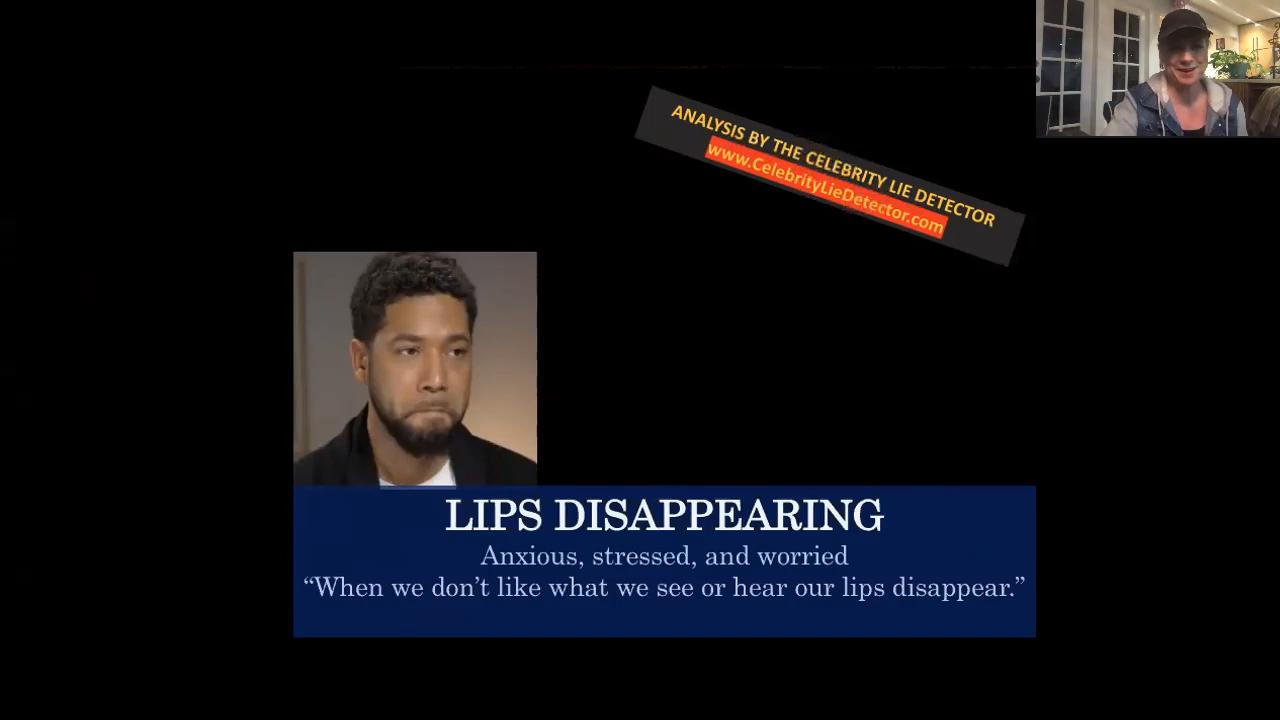 ANALYSIS BY THE CELEBRITY LIE DETECTOR
www.CelebrityLieDetector.com
LIPS DISAPPEARING
Anxious, stressed, and worried
“When we don’t like what we see or hear our lips disappear.”